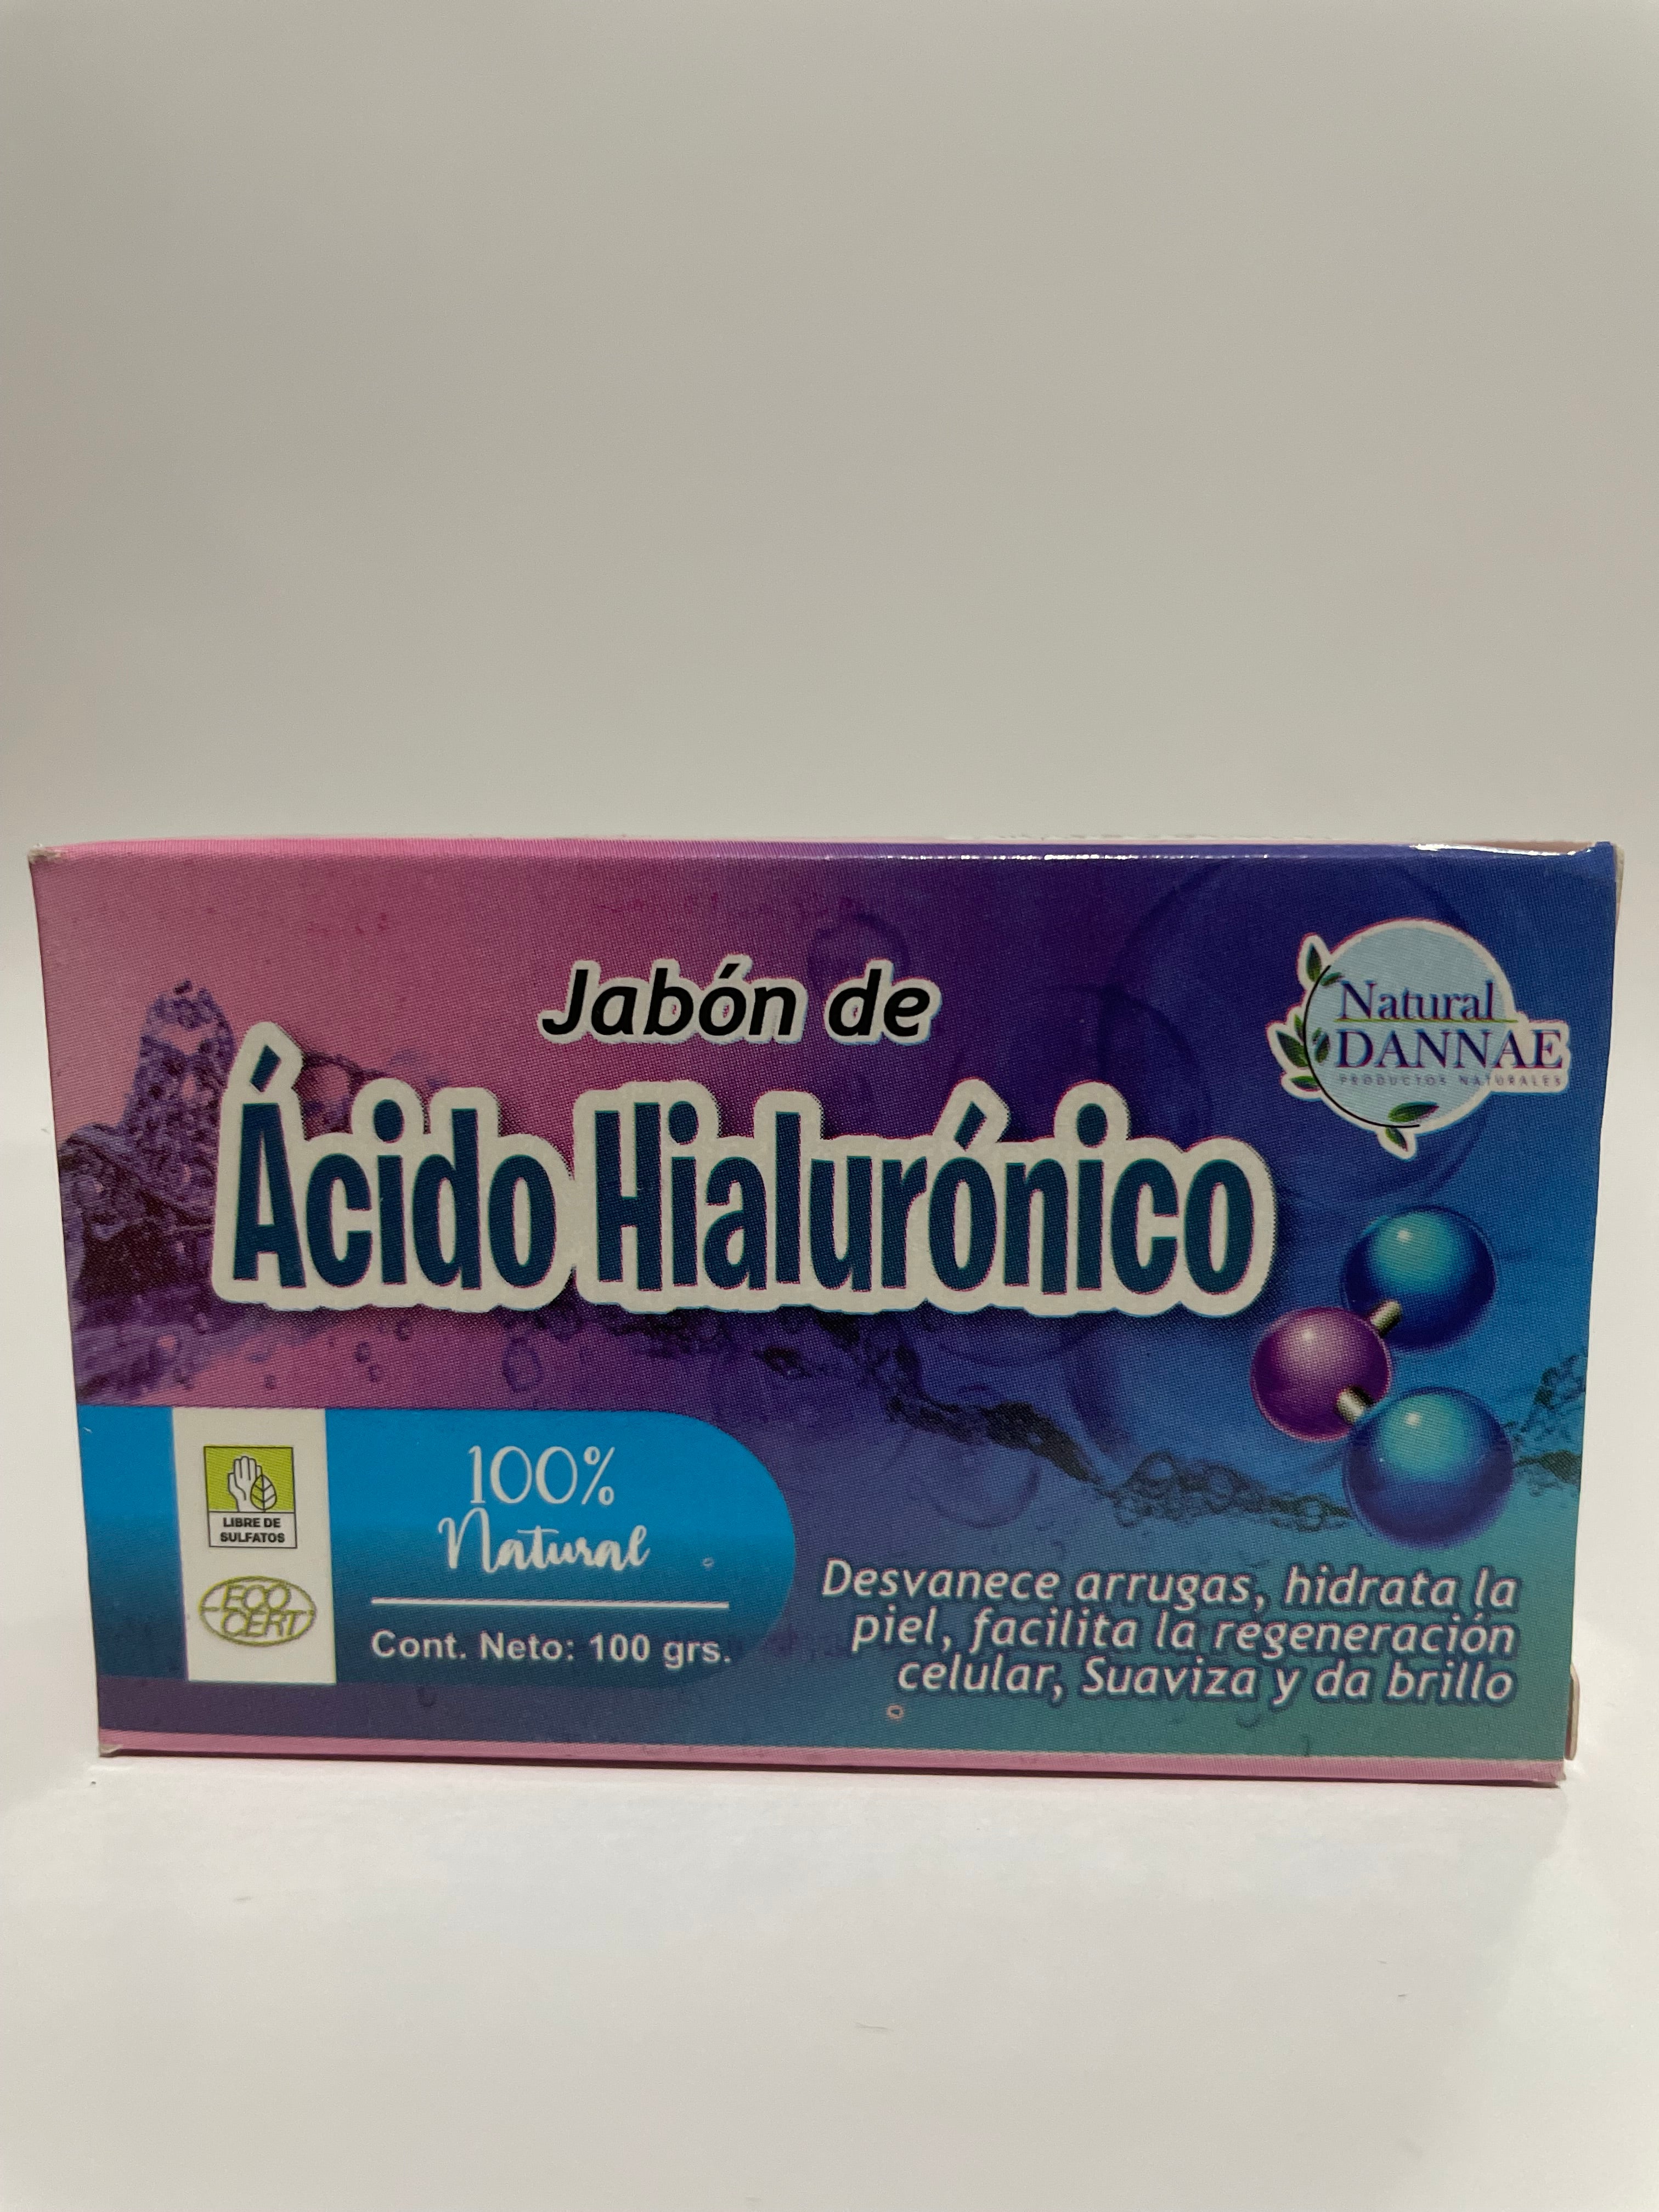 Jabón de
Natural
DANNAE
PRODUCTOS NATURALES
Ácido Hialurónico
100%
Natural
LIBRE DE
SULFATOS
ECO
CERT
Cont. Neto: 100 grs.
Desvanece arrugas, hidrata la
piel, facilita la regeneración
celular, Suaviza y da brillo